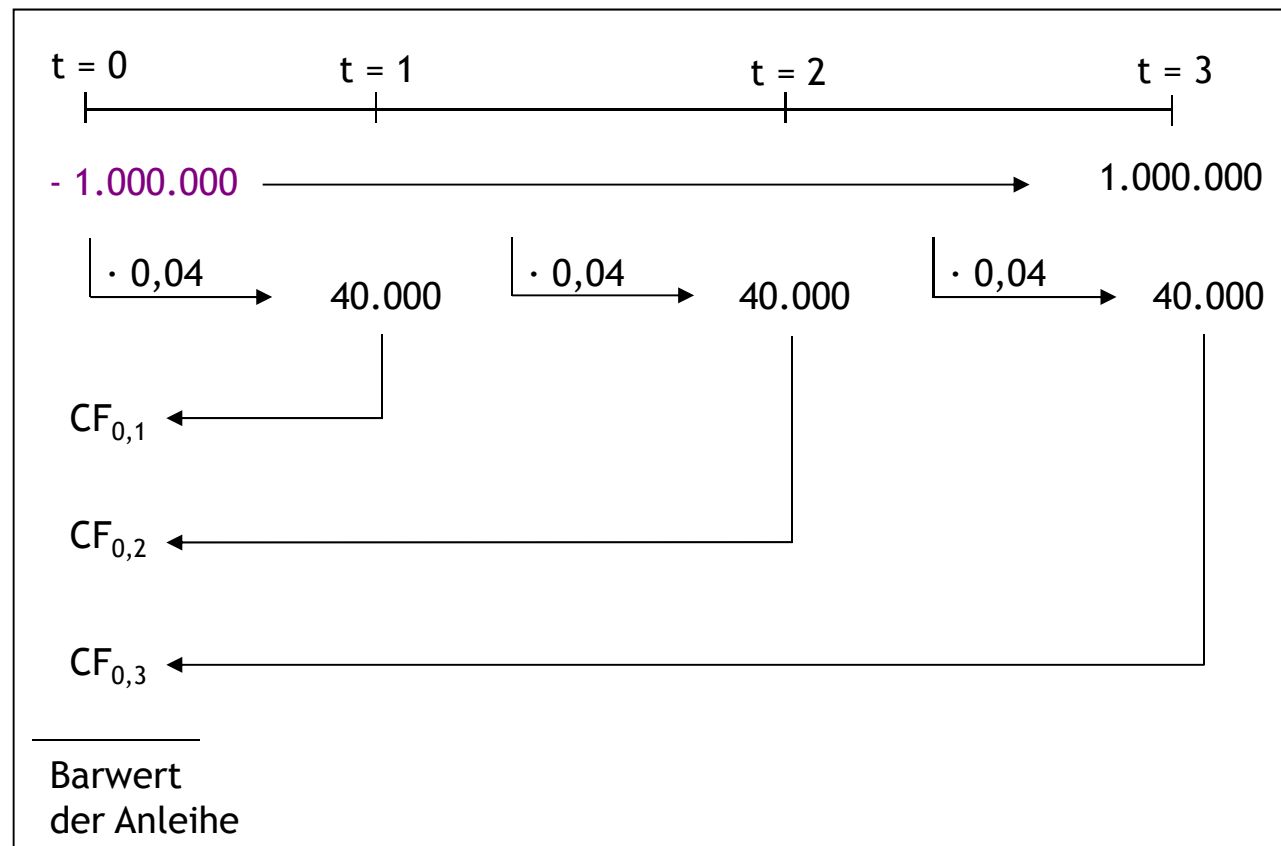 t = 0 t = 1 t = 2 t = 3
- 1.000.000 1.000.000
· 0,04 · 0,04 · 0,04
40.000 40.000 40.000
CF0,1
CF0,2
CF0,3
Barwert
der Anleihe